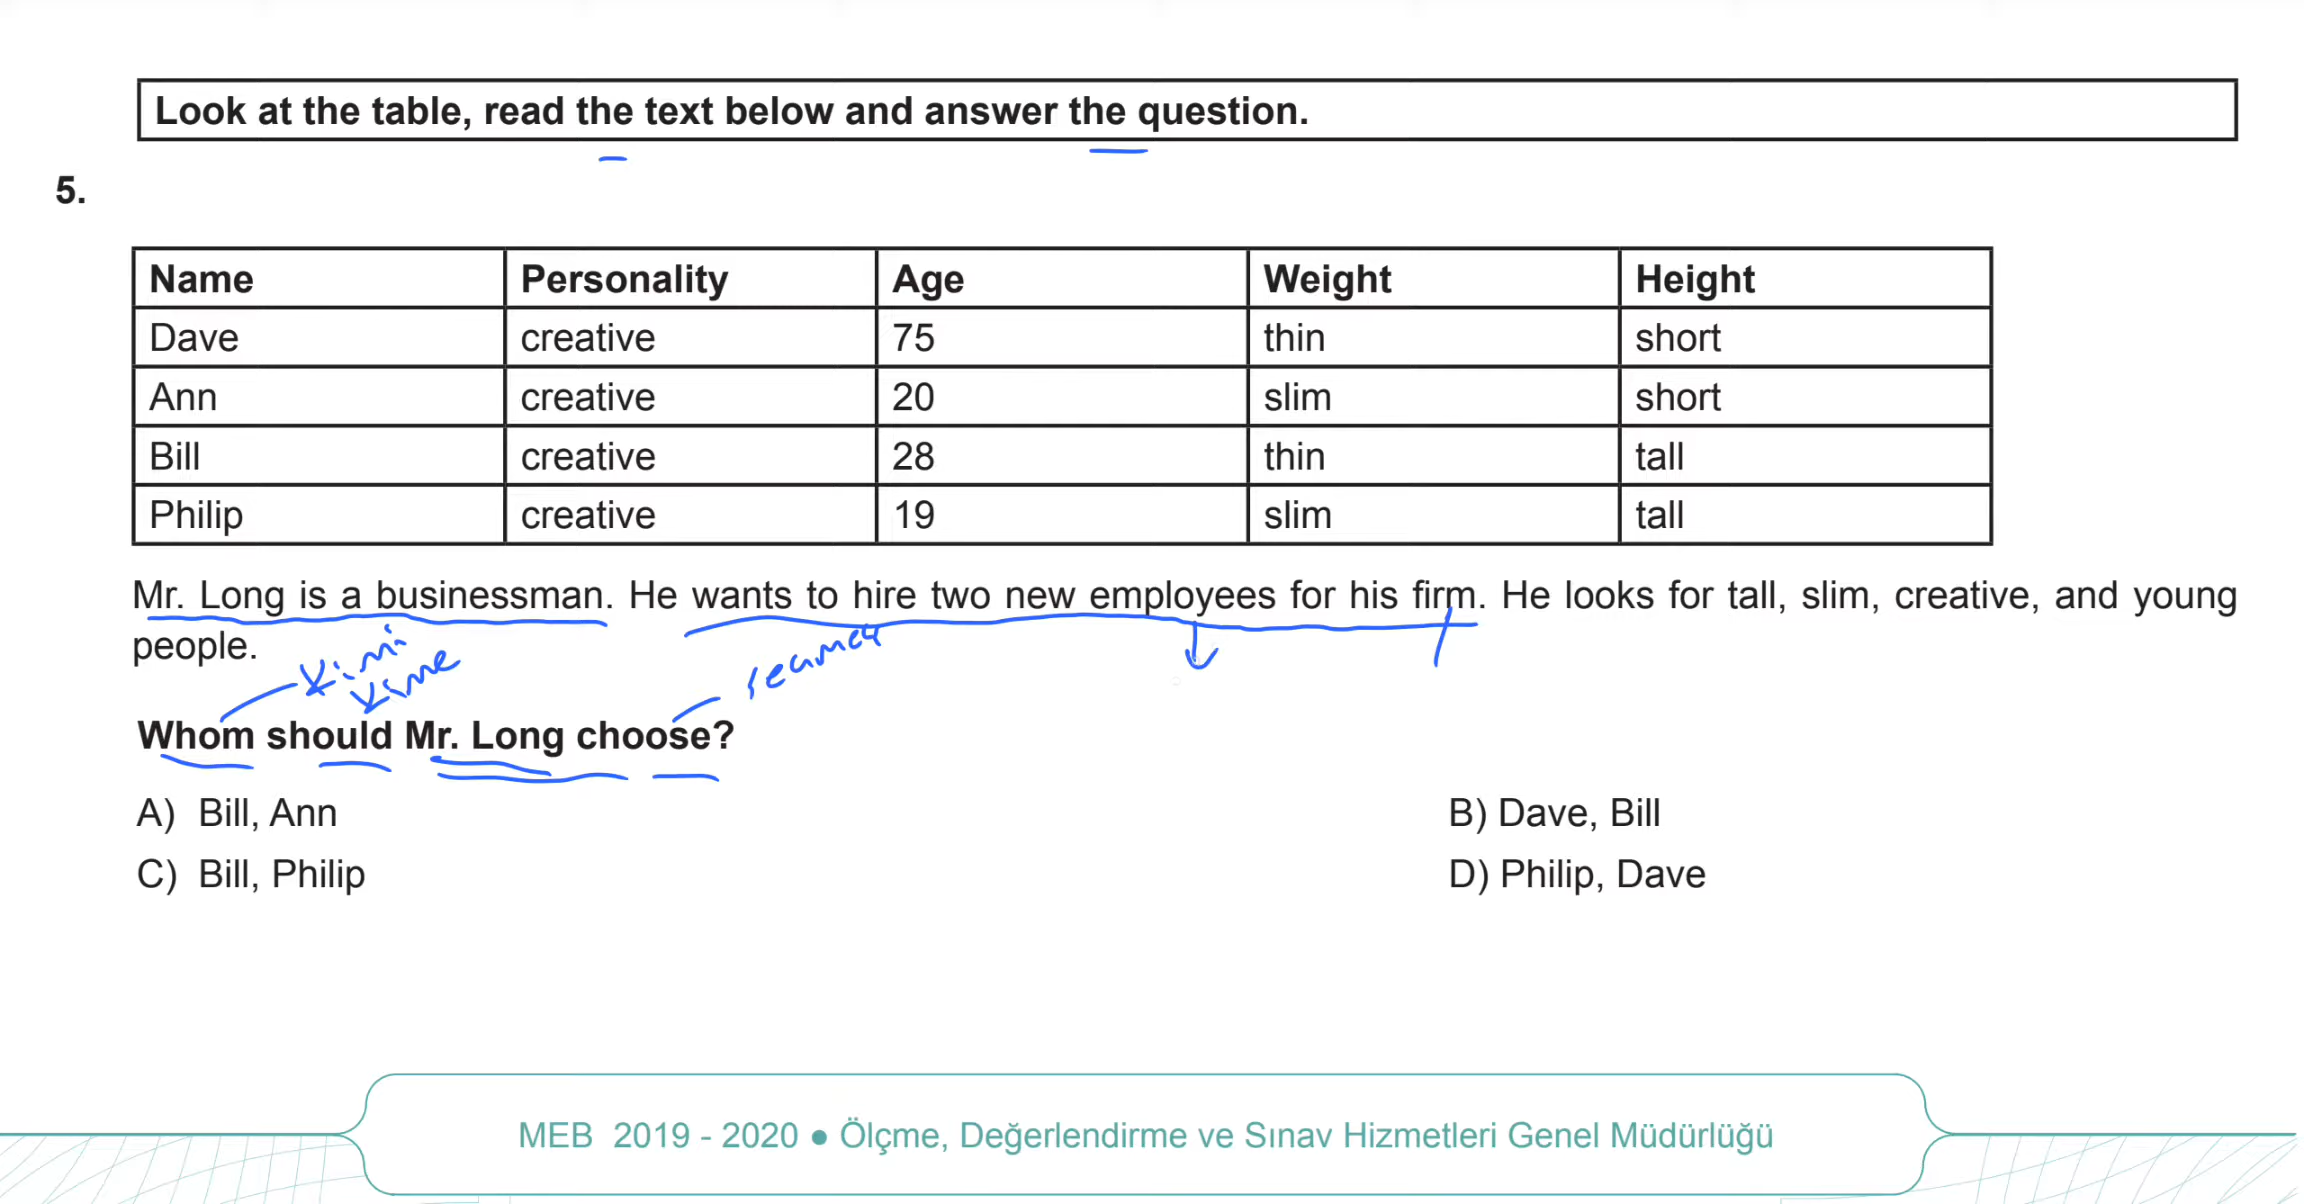 Look at the table, read the text below and answer the question.
5.
Name Personality Age Weight Height
Dave creative 75 thin short
Ann creative 20 slim short
Bill creative 28 thin tall
Philip creative 19 slim tall
Mr. Long is a businessman. He wants to hire two new employees for his firm. He looks for tall, slim, creative, and young
people.
kimi
kime
Whom should Mr. Long choose?
A) Bill, Ann B) Dave, Bill
C) Bill, Philip D) Philip, Dave
MEB 2019 - 2020 ● Ölçme, Değerlendirme ve Sınav Hizmetleri Genel Müdürlüğü